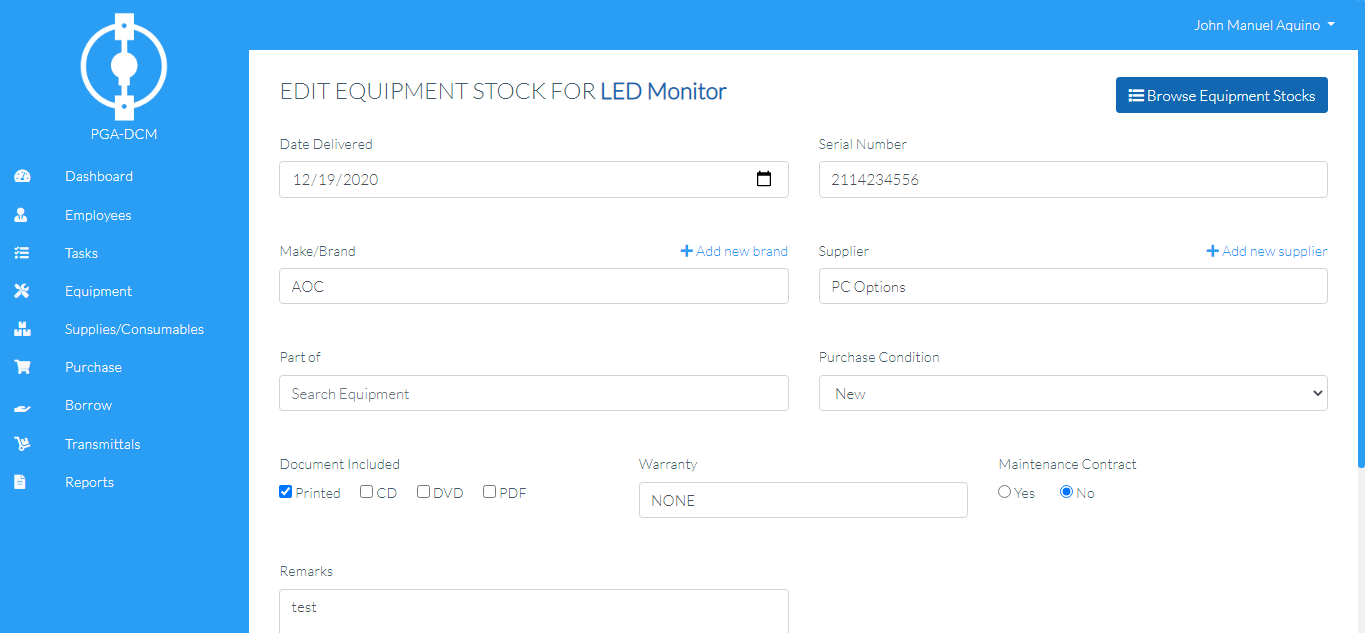 John Manuel Aquino
PGA-DCM
Dashboard
Employees
Tasks
Equipment
Supplies/Consumables
Purchase
Borrow
Transmittals
Reports
EDIT EQUIPMENT STOCK FOR LED Monitor
Browse Equipment Stocks
Date Delivered
12/19/2020
Serial Number
2114234556
Make/Brand
Add new brand
AOC
Supplier
Add new supplier
PC Options
Part of
Search Equipment
Purchase Condition
New
Document Included
Printed CD DVD PDF
Warranty
NONE
Maintenance Contract
Yes No
Remarks
test